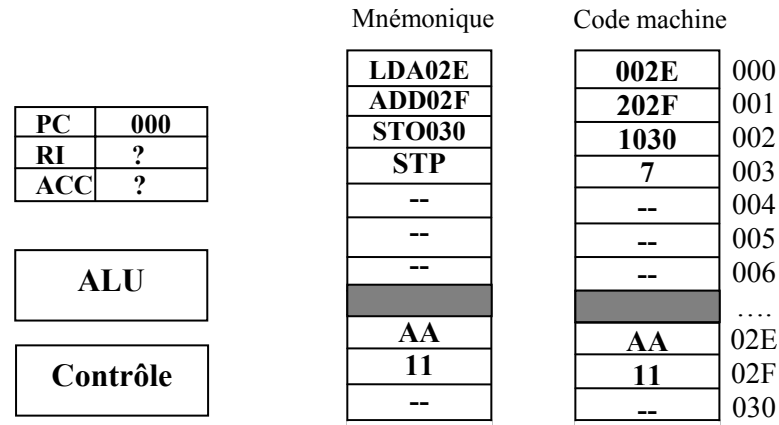 Mnémonique Code machine
LDA02E 002E 000
ADD02F 202F 001
PC 000
STO030 1030 002
RI ?
STP 7 003
ACC ?
-- -- 004
-- -- 005
-- -- 006
ALU
….
AA AA 02E
11 11 02F
Contrôle
-- -- 030